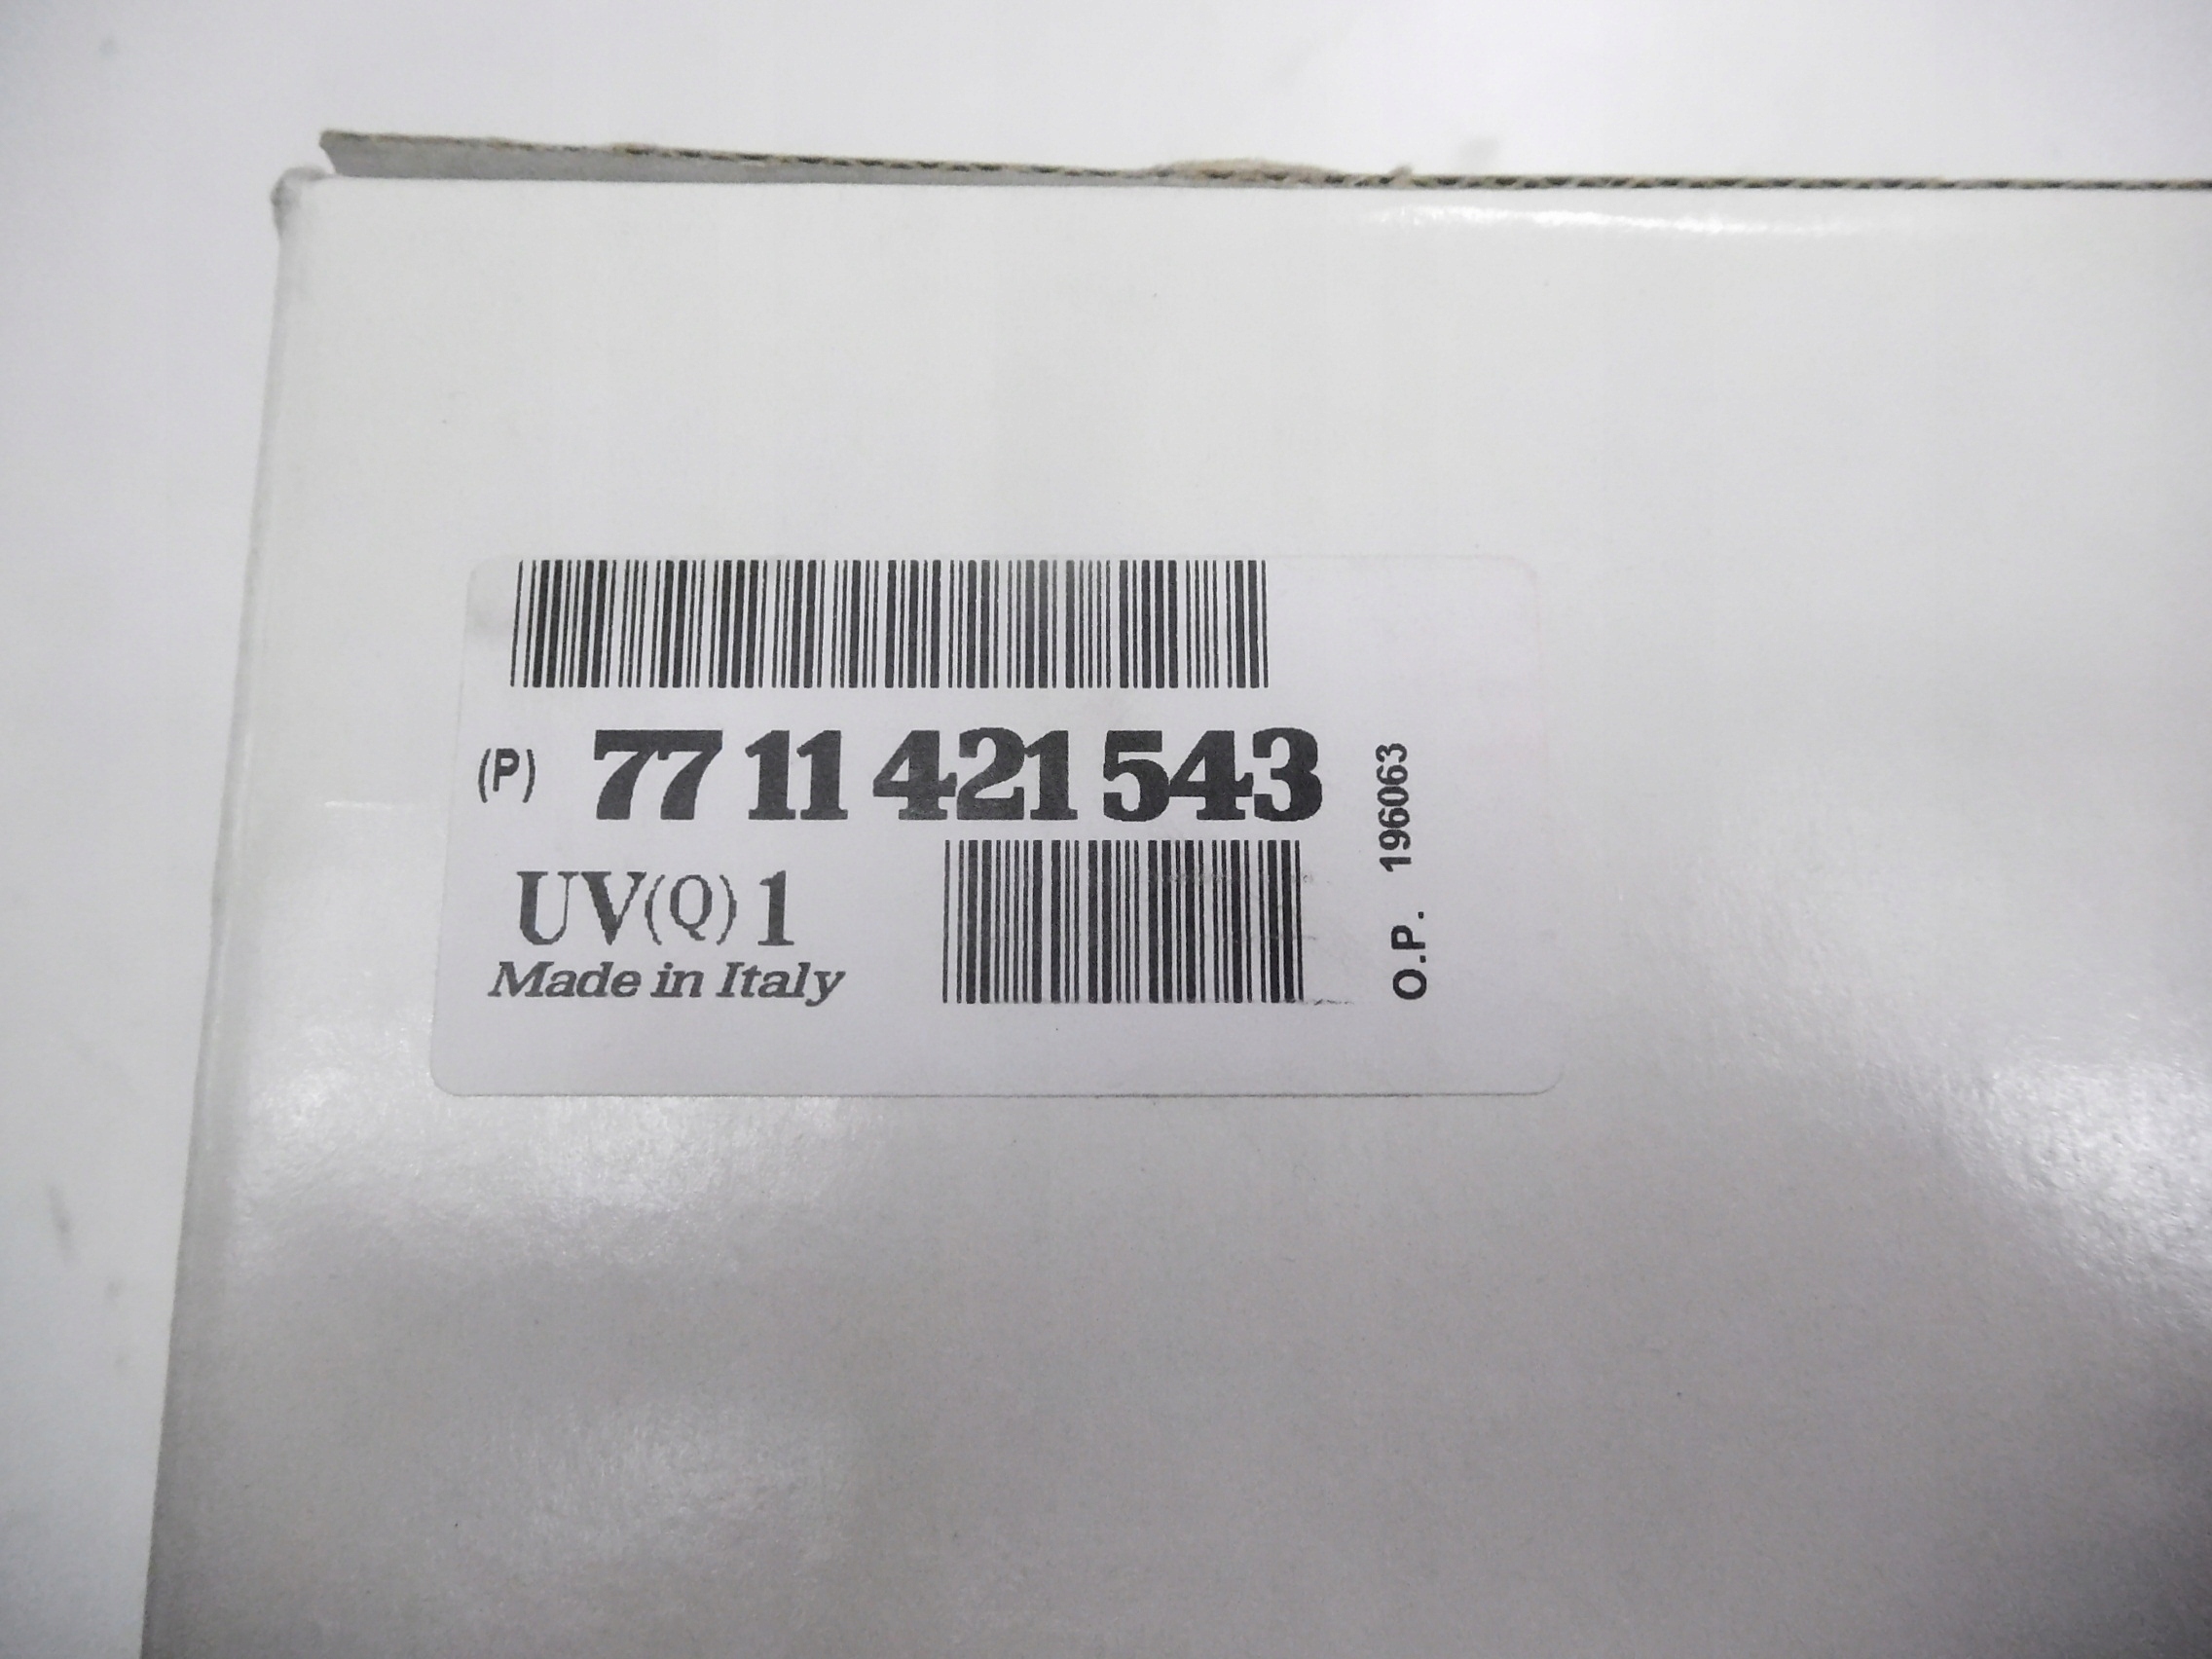 (P) 77 11 421 543
UV(Q) 1
Made in Italy
O.P. 196063